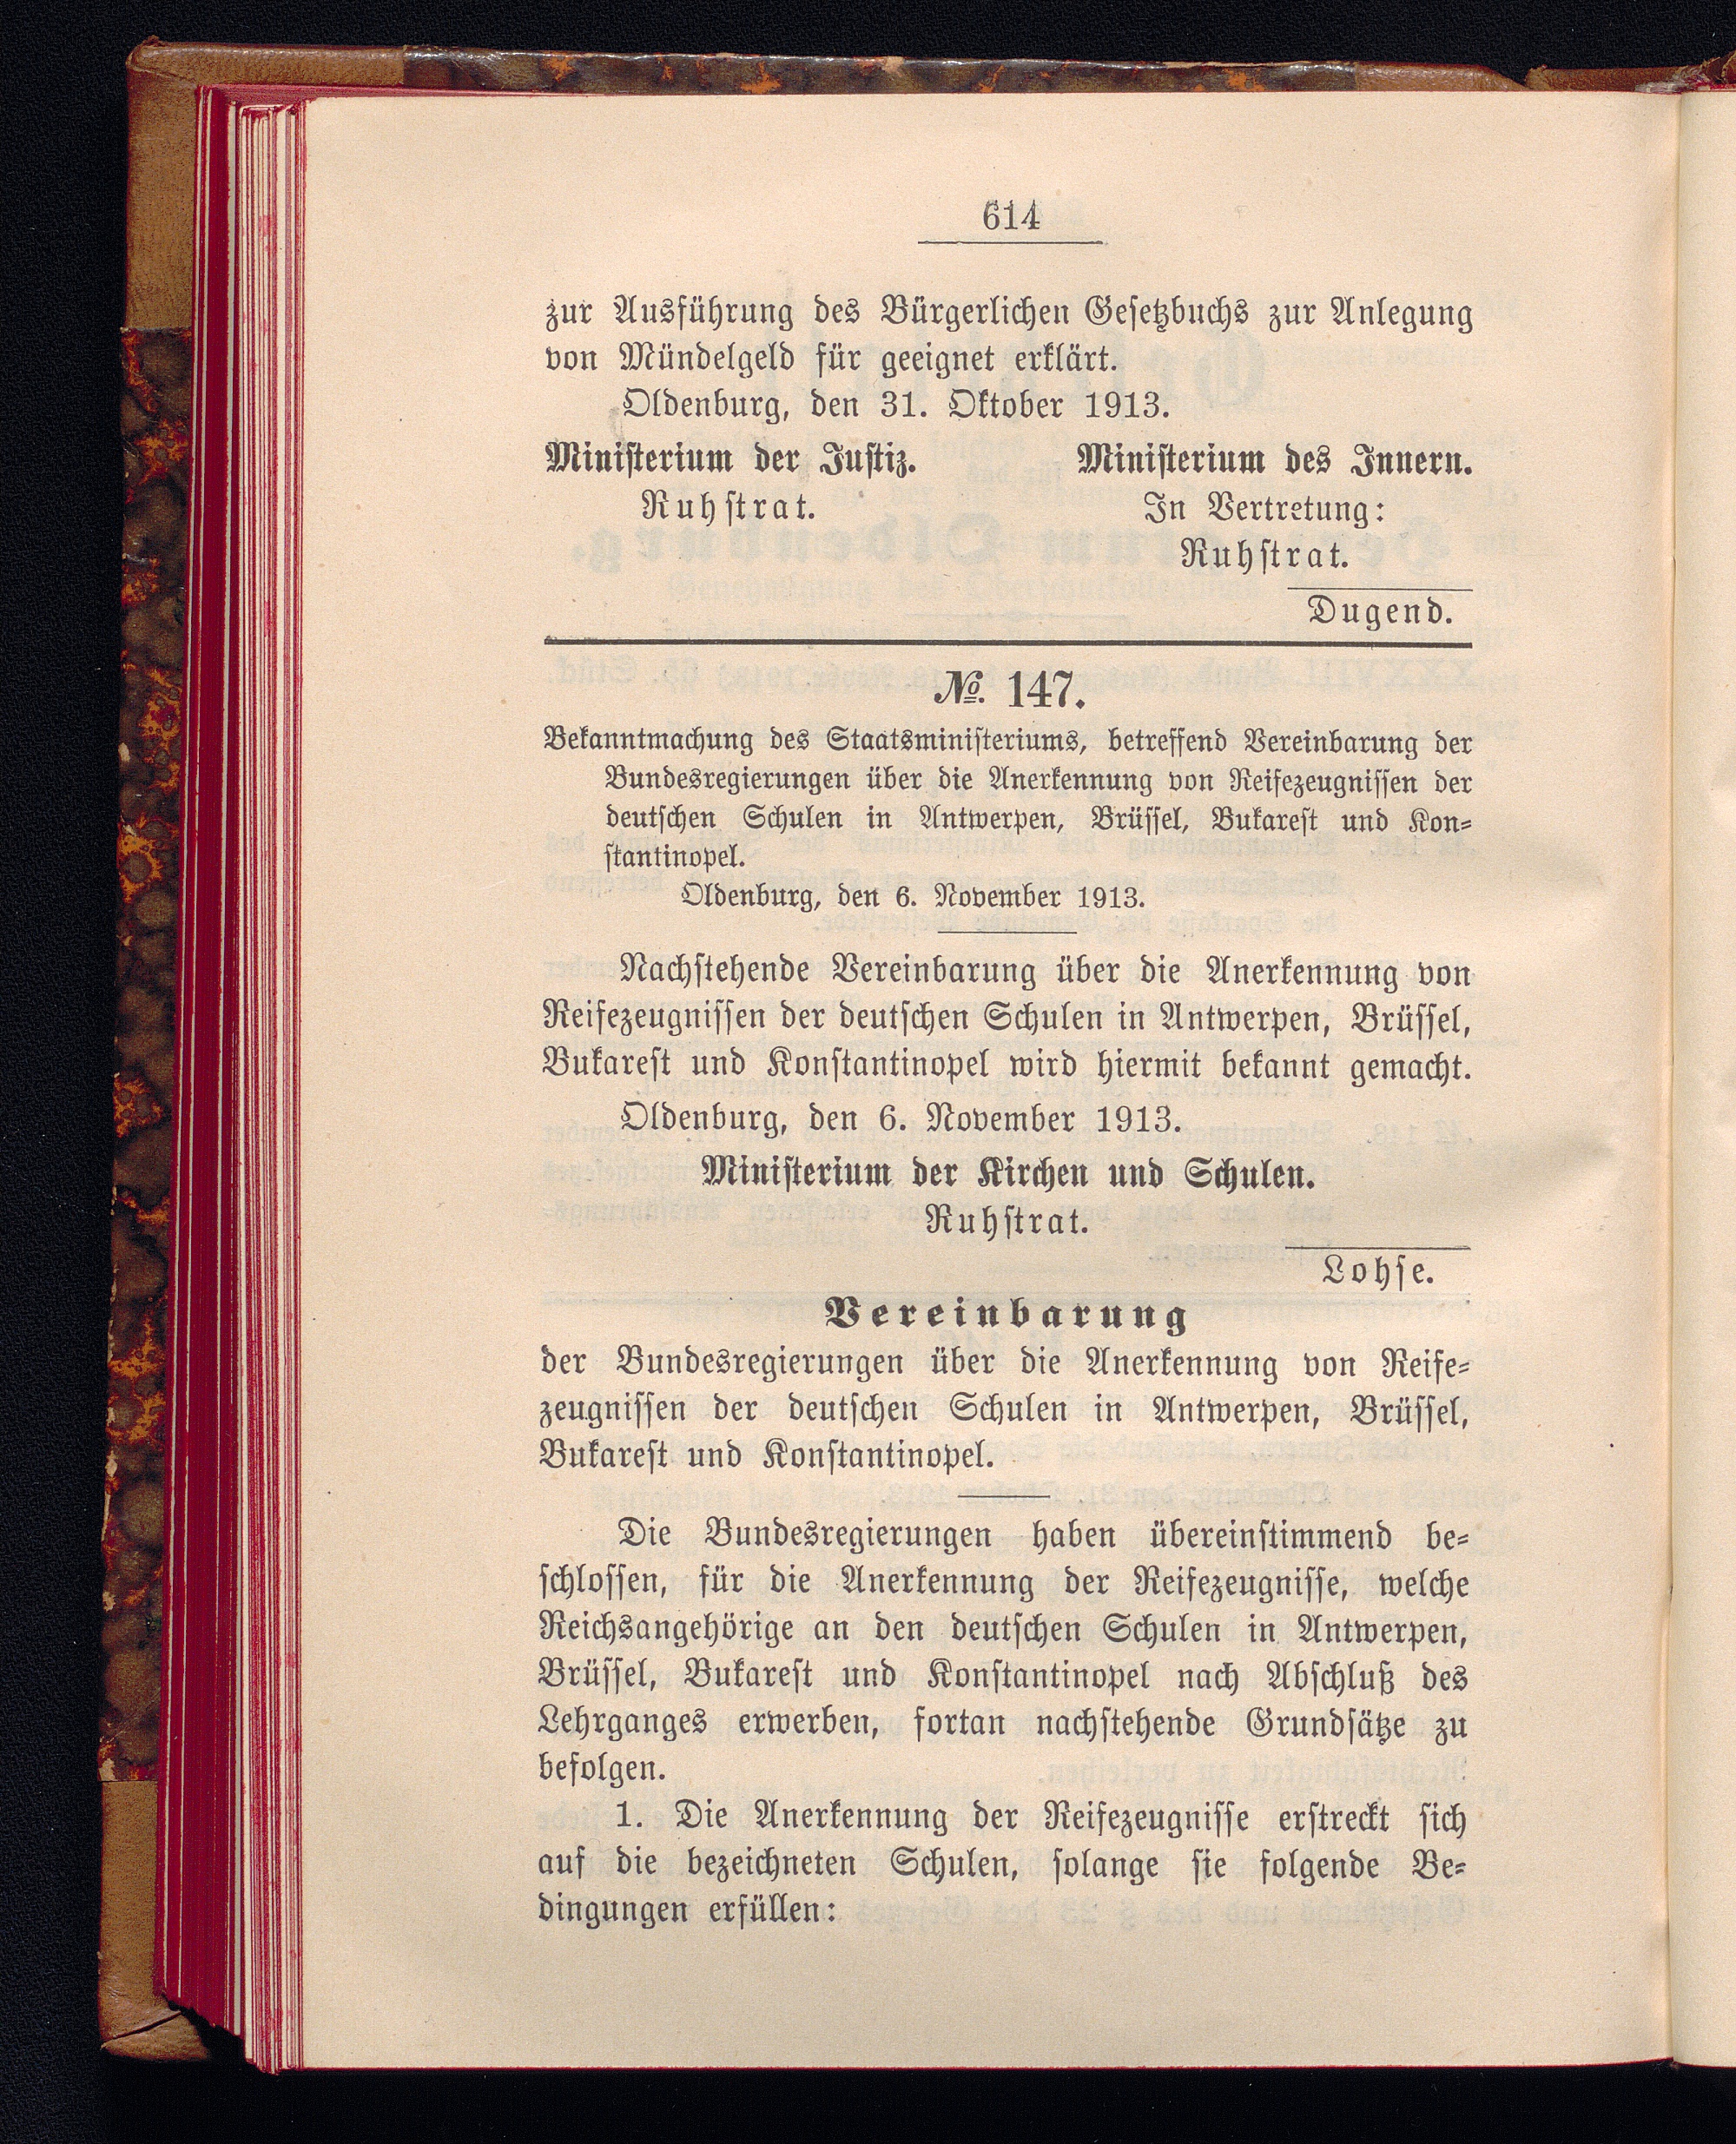 614
zur Ausführung des Bürgerlichen Gesetzbuchs zur Anlegung
von Mündelgeld für geeignet erklärt.
Oldenburg, den 31. Oktober 1913.
Ministerium der Justiz. Ministerium des Innern.
Ruhstrat. In Vertretung:
Ruhstrat.
Dugend.
№. 147.
Bekanntmachung des Staatsministeriums, betreffend Vereinbarung der
Bundesregierungen über die Anerkennung von Reifezeugnissen der
deutschen Schulen in Antwerpen, Brüssel, Bukarest und Kon-
stantinopel.
Oldenburg, den 6. November 1913.
Nachstehende Vereinbarung über die Anerkennung von
Reifezeugnissen der deutschen Schulen in Antwerpen, Brüssel,
Bukarest und Konstantinopel wird hiermit bekannt gemacht.
Oldenburg, den 6. November 1913.
Ministerium der Kirchen und Schulen.
Ruhstrat.
Lohse.
Vereinbarung
der Bundesregierungen über die Anerkennung von Reife-
zeugnissen der deutschen Schulen in Antwerpen, Brüssel,
Bukarest und Konstantinopel.
Die Bundesregierungen haben übereinstimmend be-
schlossen, für die Anerkennung der Reifezeugnisse, welche
Reichsangehörige an den deutschen Schulen in Antwerpen,
Brüssel, Bukarest und Konstantinopel nach Abschluß des
Lehrganges erwerben, fortan nachstehende Grundsätze zu
befolgen.
1. Die Anerkennung der Reifezeugnisse erstreckt sich
auf die bezeichneten Schulen, solange sie folgende Be-
dingungen erfüllen: